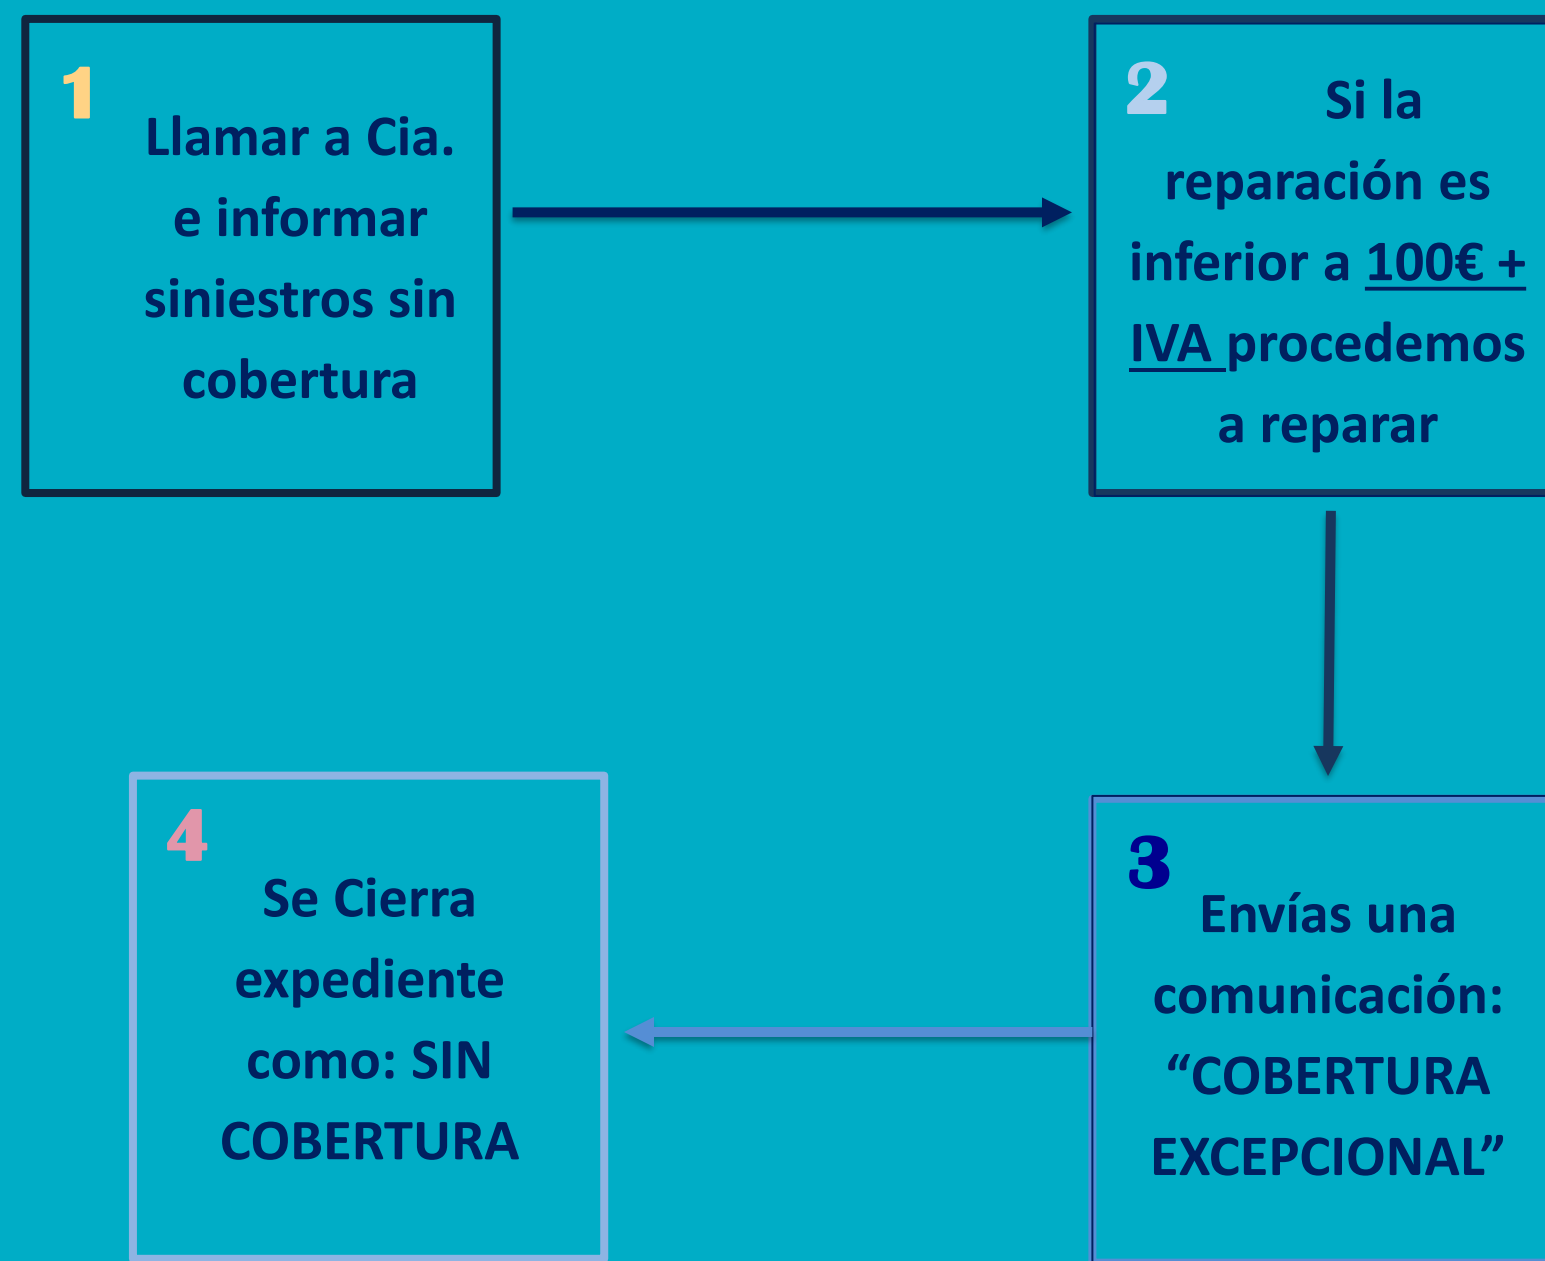 1
Llamar a Cia.
e informar
siniestros sin
cobertura
2
Si la
reparación es
inferior a 100€ +
IVA procedemos
a reparar
3
Envías una
comunicación:
“COBERTURA
EXCEPCIONAL”
4
Se Cierra
expediente
como: SIN
COBERTURA